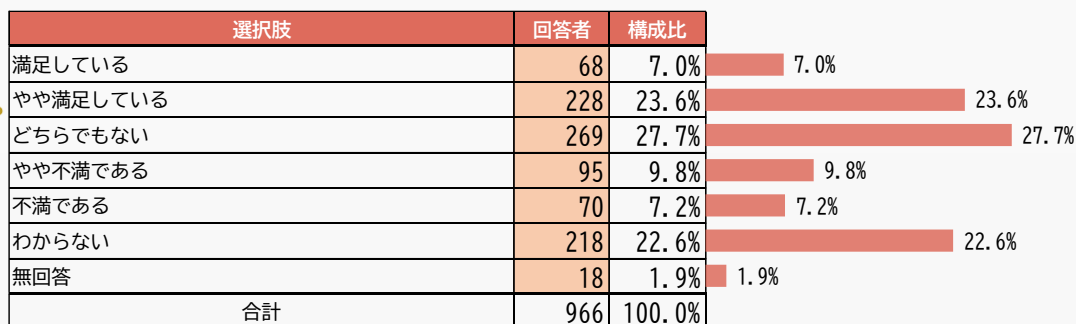 選択肢 回答者 構成比
満足している 68 7.0% 7.0%
やや満足している 228 23.6% 23.6%
どちらでもない 269 27.7% 27.7%
やや不満である 95 9.8% 9.8%
不満である 70 7.2% 7.2%
わからない 218 22.6% 22.6%
無回答 18 1.9% 1.9%
合計 966 100.0%